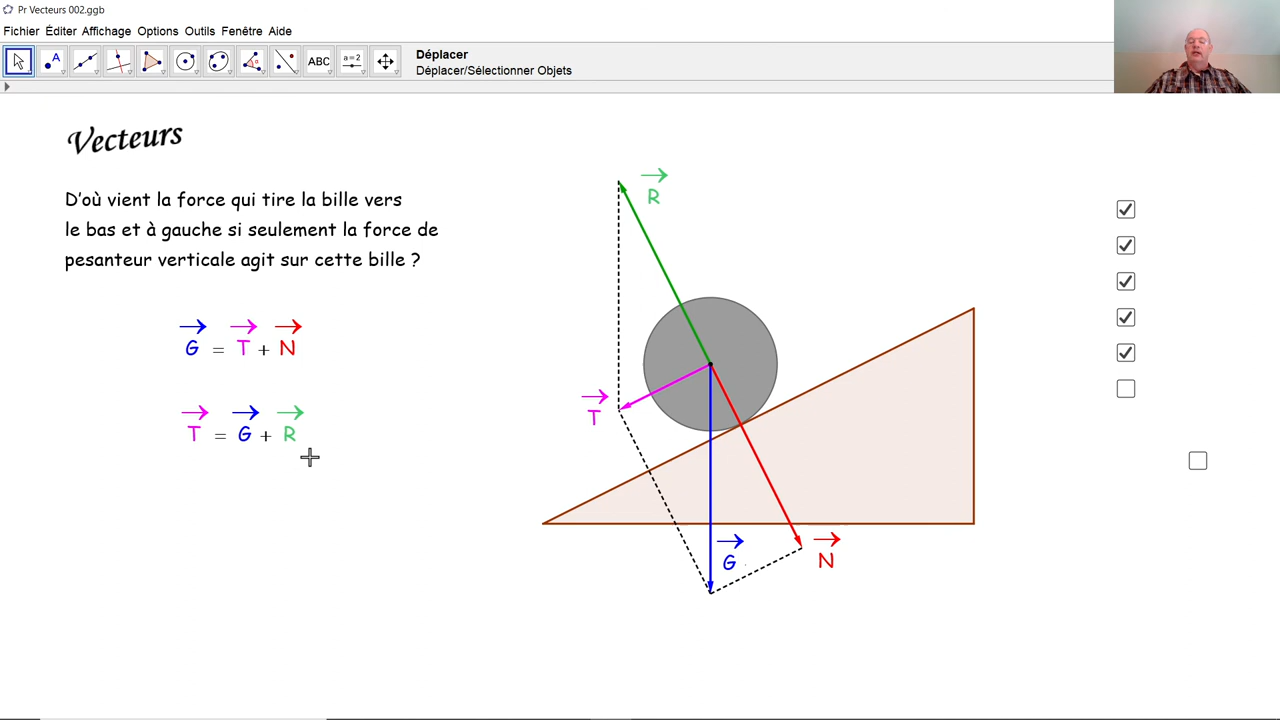 Pr Vecteurs 002.ggb
Fichier Éditer Affichage Options Outils Fenêtre Aide
A
α
ABC
a=2
Déplacer
Déplacer/Sélectionner Objets
Vecteurs
D'où vient la force qui tire la bille vers
le bas et à gauche si seulement la force de
pesanteur verticale agit sur cette bille ?
G = T + N
T = G + R
R
T
G
N